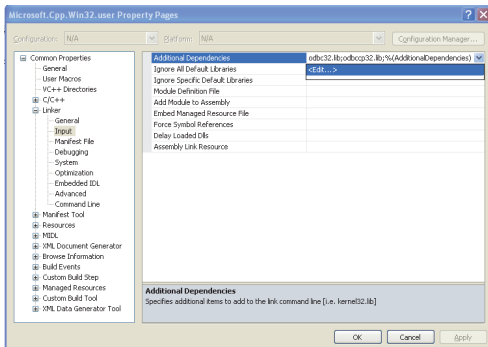 Microsoft.Cpp.Win32.user Property Pages
Configuration: N/A Platform: N/A Configuration Manager...
Common Properties
General
User Macros
VC++ Directories
C/C++
Linker
General
Input
Manifest File
Debugging
System
Optimization
Embedded IDL
Advanced
Command Line
Manifest Tool
Resources
MIDL
XML Document Generator
Browse Information
Build Events
Custom Build Step
Managed Resources
Custom Build Tool
XML Data Generator Tool
Additional Dependencies odbc32.lib;odbccp32.lib;%(AdditionalDependencies)
Ignore All Default Libraries <Edit...>
Ignore Specific Default Libraries
Module Definition File
Add Module to Assembly
Embed Managed Resource File
Force Symbol References
Delay Loaded Dlls
Assembly Link Resource
Additional Dependencies
Specifies additional items to add to the link command line [i.e. kernel32.lib]
OK Cancel Apply